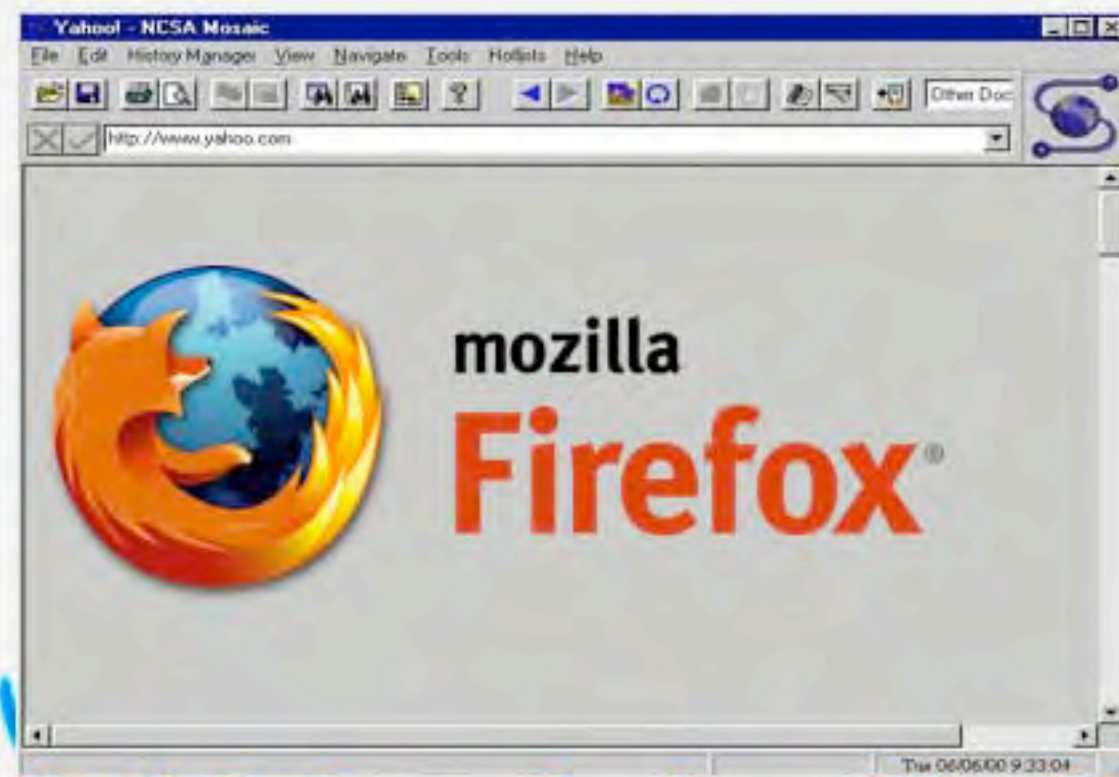 Yahoo! - NCSA Mosaic
File Edit History Manager View Navigate Tools Hotlists Help
Other Doc
http://www.yahoo.com
mozilla
Firefox®
Tue 06/06/00 9:33:04